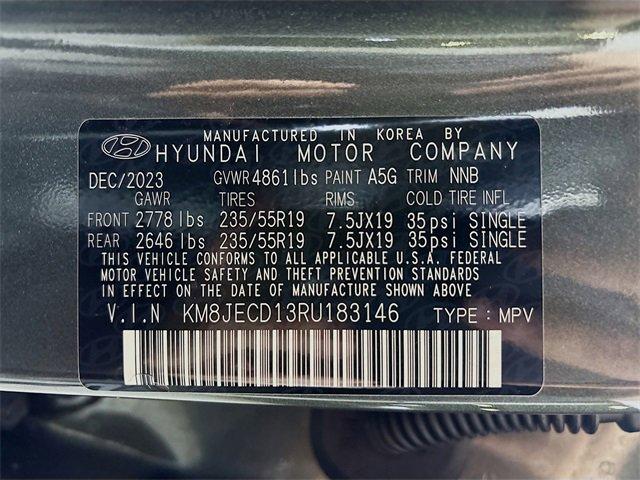 MANUFACTURED IN KOREA BY
HYUNDAI MOTOR COMPANY
DEC/2023 GVWR 4861 lbs PAINT A5G TRIM NNB
GAWR TIRES RIMS COLD TIRE INFL
FRONT 2778 lbs 235/55R19 7.5JX19 35 psi SINGLE
REAR 2646 lbs 235/55R19 7.5JX19 35 psi SINGLE
THIS VEHICLE CONFORMS TO ALL APPLICABLE U.S.A. FEDERAL
MOTOR VEHICLE SAFETY AND THEFT PREVENTION STANDARDS
IN EFFECT ON THE DATE OF MANUFACTURE SHOWN ABOVE
V.I.N KM8JECD13RU183146 TYPE : MPV